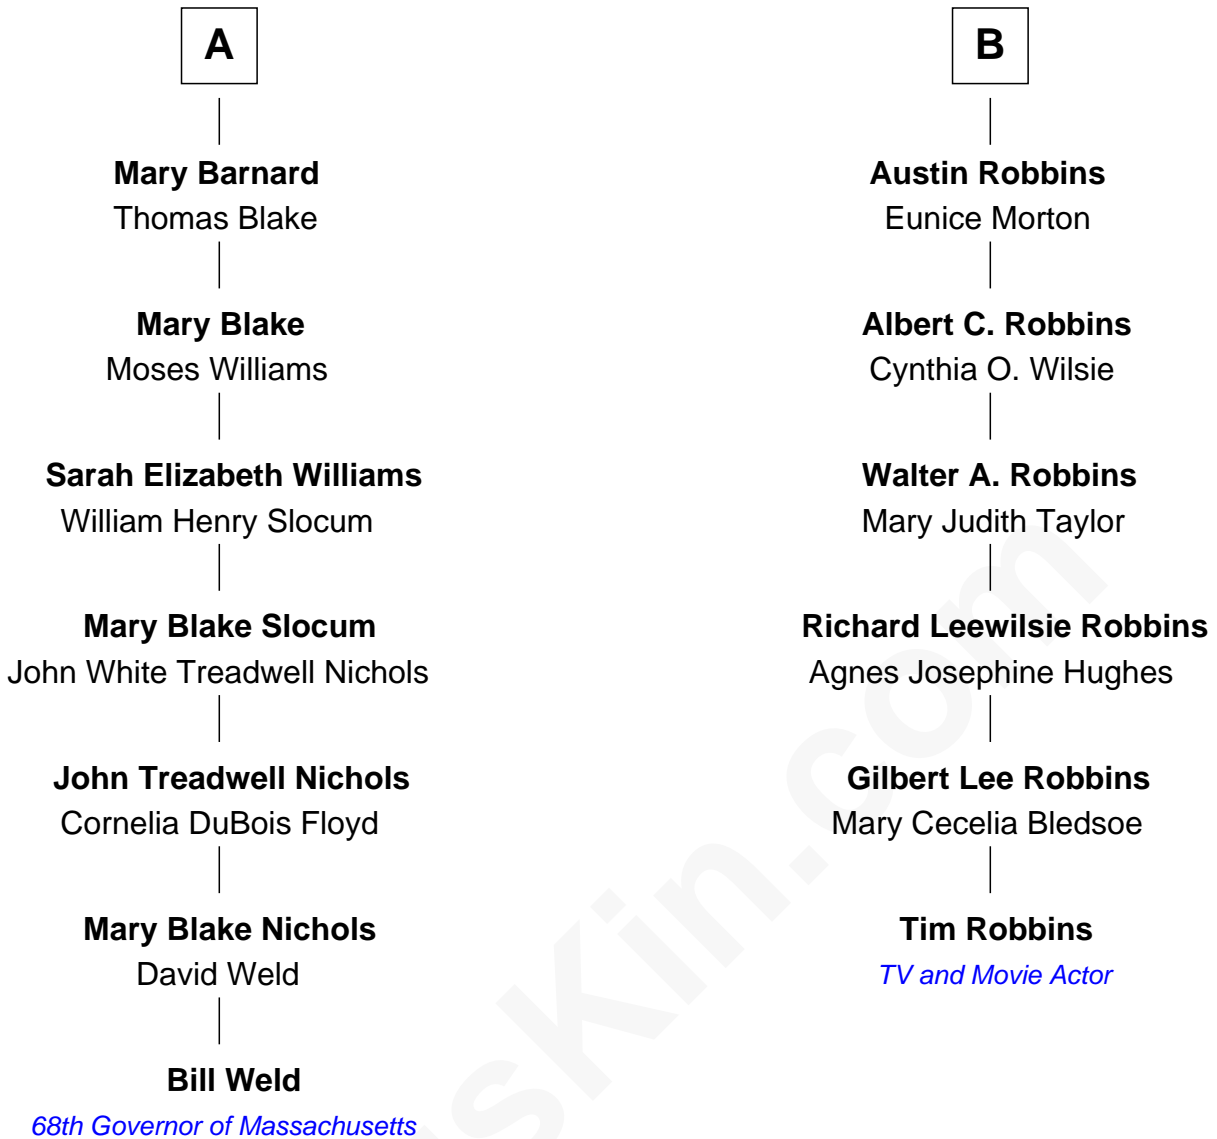 A
Mary Barnard
Thomas Blake
Mary Blake
Moses Williams
Sarah Elizabeth Williams
William Henry Slocum
Mary Blake Slocum
John White Treadwell Nichols
John Treadwell Nichols
Cornelia DuBois Floyd
Mary Blake Nichols
David Weld
Bill Weld
68th Governor of Massachusetts
B
Austin Robbins
Eunice Morton
Albert C. Robbins
Cynthia O. Wilsie
Walter A. Robbins
Mary Judith Taylor
Richard Leewilsie Robbins
Agnes Josephine Hughes
Gilbert Lee Robbins
Mary Cecelia Bledsoe
Tim Robbins
TV and Movie Actor
usKin.com